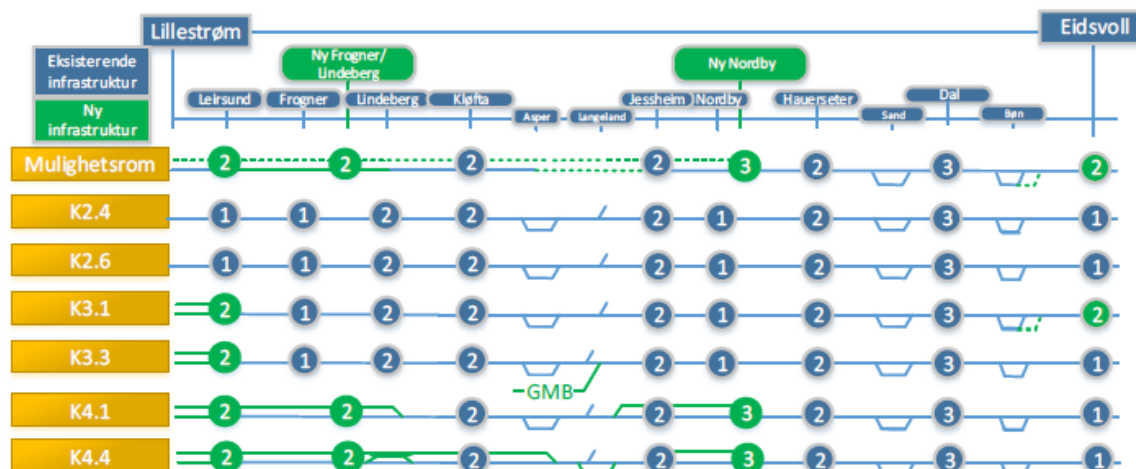 Lillestrøm
Eidsvoll
Eksisterende
infrastruktur
Ny Frogner/
Lindeberg
Ny Nordby
Ny
infrastruktur
Leirsund Frogner Lindeberg Kløfta Asper Langeland Jessheim Nordby Hauerseter Sand Dal Bøn
Mulighetsrom 2 2 2 2 3 2 3 2
K2.4 1 1 2 2 2 1 2 3 1
K2.6 1 1 2 2 2 1 2 3 1
K3.1 2 1 2 2 2 1 2 3 2
K3.3 2 1 2 2 2 1 2 3 1
GMB
K4.1 2 2 2 2 3 2 3 1
K4.4 2 2 2 2 3 2 3 1